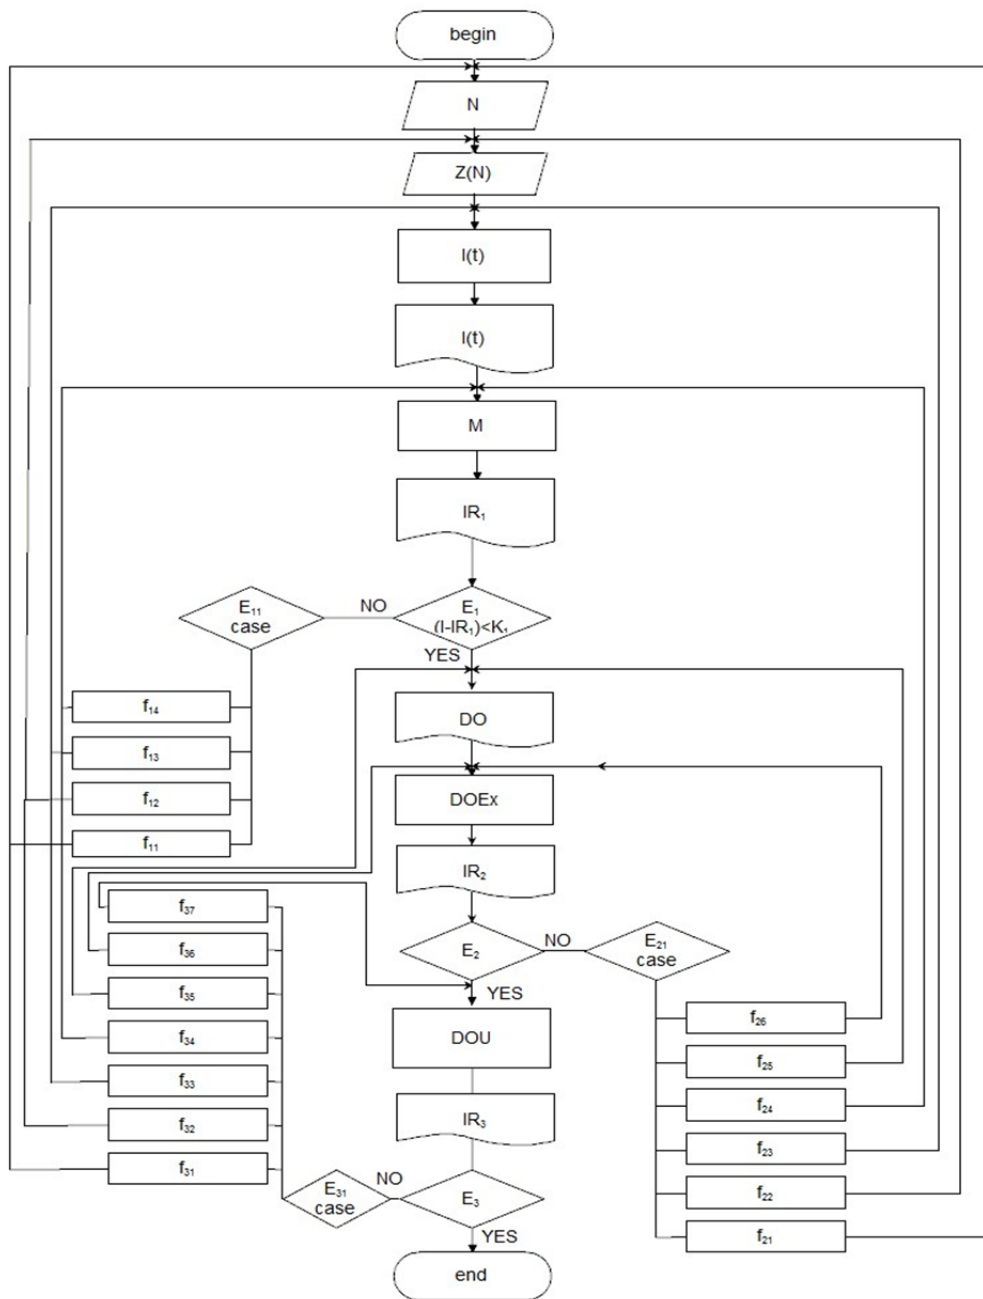 begin
N
Z(N)
I(t)
I(t)
M
IR₁
E₁₁
case
NO
E₁
(I-IR₁)<K₁
YES
f₁₄
f₁₃
f₁₂
f₁₁
DO
DOEx
IR₂
E₂
NO
E₂₁
case
YES
f₃₇
f₃₆
f₃₅
f₃₄
f₃₃
f₃₂
f₃₁
f₂₆
f₂₅
f₂₄
f₂₃
f₂₂
f₂₁
DOU
IR₃
E₃₁
case
NO
E₃
YES
end